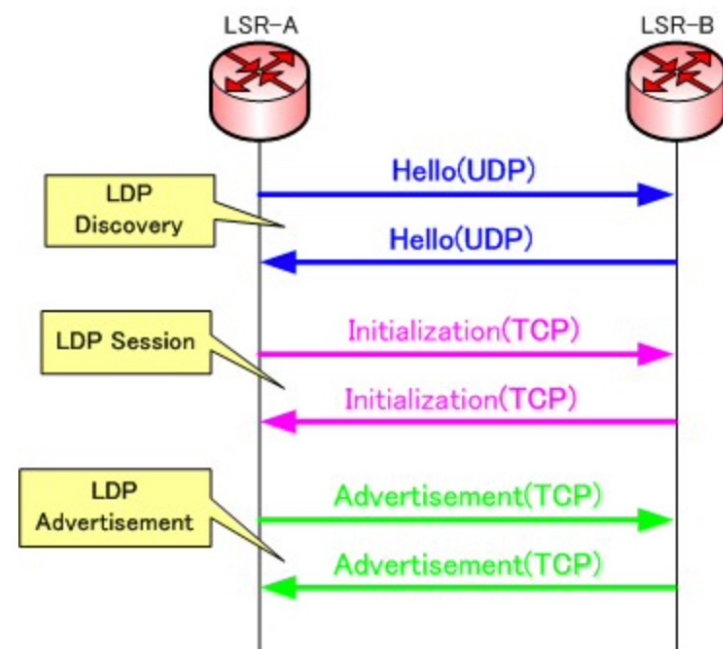 LSR-A
LSR-B
Hello(UDP)
LDP
Discovery
Hello(UDP)
Initialization(TCP)
LDP Session
Initialization(TCP)
LDP
Advertisement
Advertisement(TCP)
Advertisement(TCP)